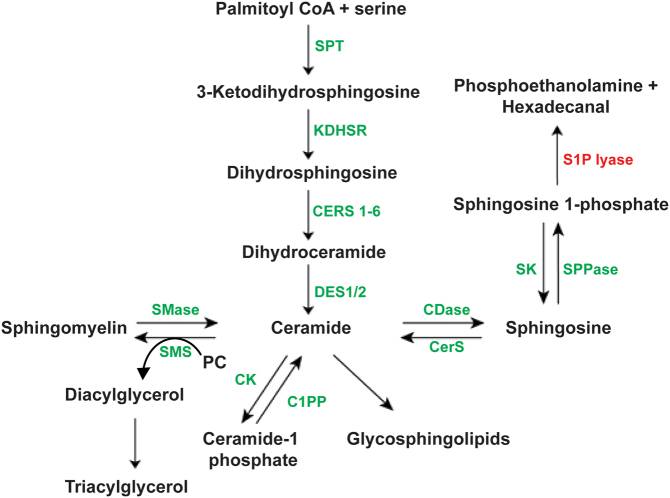 Palmitoyl CoA + serine
SPT
3-Ketodihydrosphingosine
KDHSR
Dihydrosphingosine
CERS 1-6
Dihydroceramide
DES1/2
Phosphoethanolamine +
Hexadecanal
S1P lyase
Sphingosine 1-phosphate
SK
SPPase
Sphingomyelin
SMase
SMS
PC
Ceramide
CDase
CerS
Sphingosine
Diacylglycerol
Triacylglycerol
CK
C1PP
Ceramide-1
phosphate
Glycosphingolipids